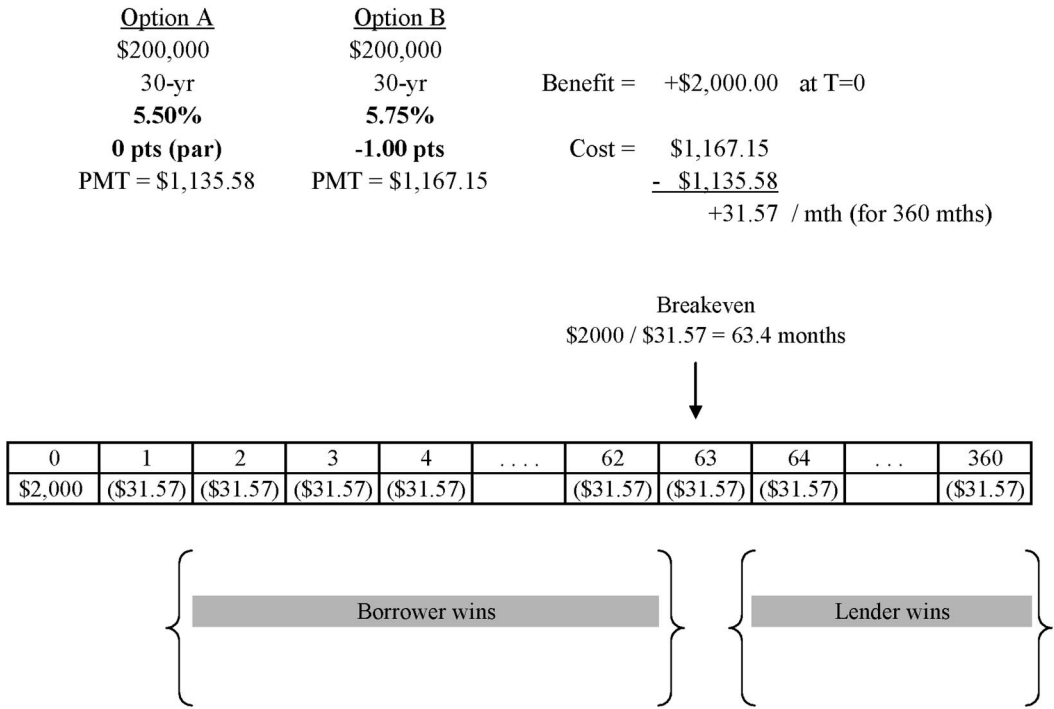 Option A Option B
$200,000 $200,000
30-yr 30-yr Benefit = +$2,000.00 at T=0
5.50% 5.75%
0 pts (par) -1.00 pts Cost = $1,167.15
PMT = $1,135.58 PMT = $1,167.15 - $1,135.58
+31.57 / mth (for 360 mths)
Breakeven
$2000 / $31.57 = 63.4 months
0 1 2 3 4 . . . . 62 63 64 . . . 360
$2,000 ($31.57) ($31.57) ($31.57) ($31.57) ($31.57) ($31.57) ($31.57) ($31.57)
Borrower wins Lender wins